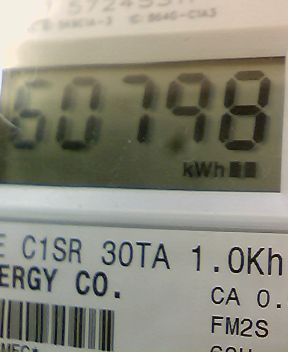 60798
kWh
E C1SR 30TA 1.0Kh
ERGY CO.
CA 0.
FM2S